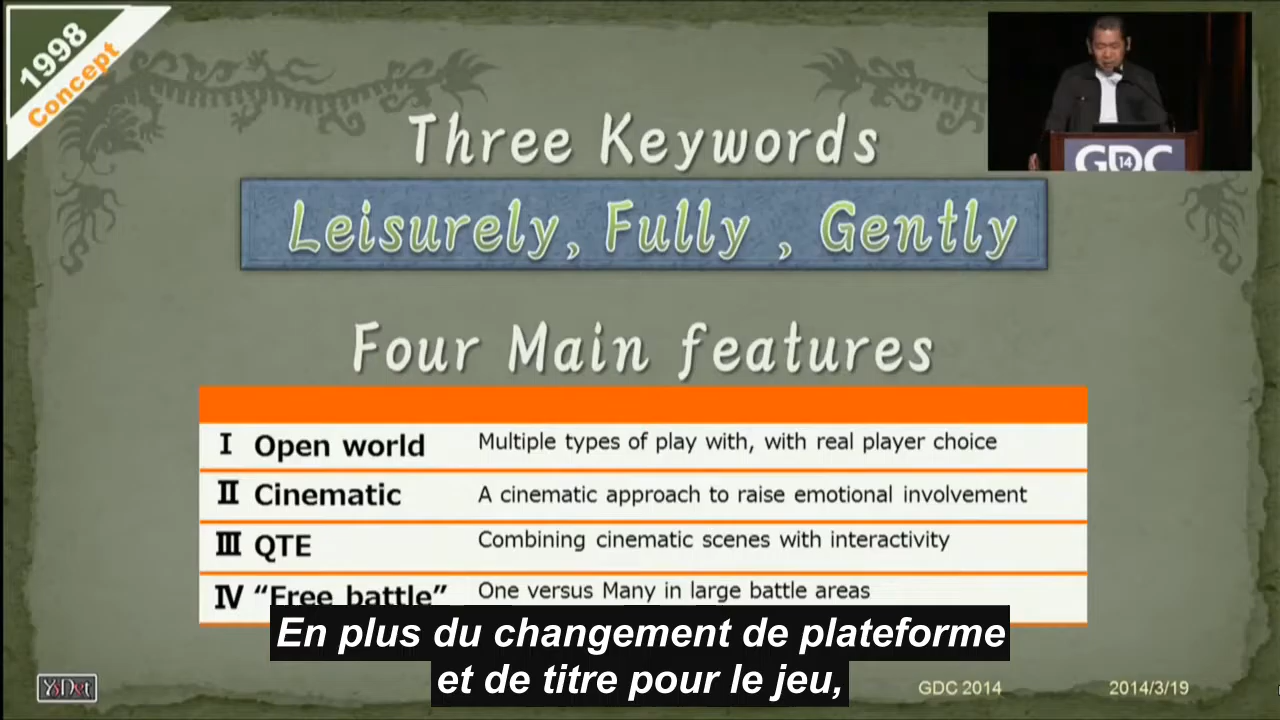 1998
Concept
Three Keywords
Leisurely, Fully , Gently
GDC
14
Four Main features
I Open world Multiple types of play with, with real player choice
II Cinematic A cinematic approach to raise emotional involvement
III QTE Combining cinematic scenes with interactivity
IV “Free battle” One versus Many in large battle areas
En plus du changement de plateforme
et de titre pour le jeu,
YsNet GDC 2014 2014/3/19